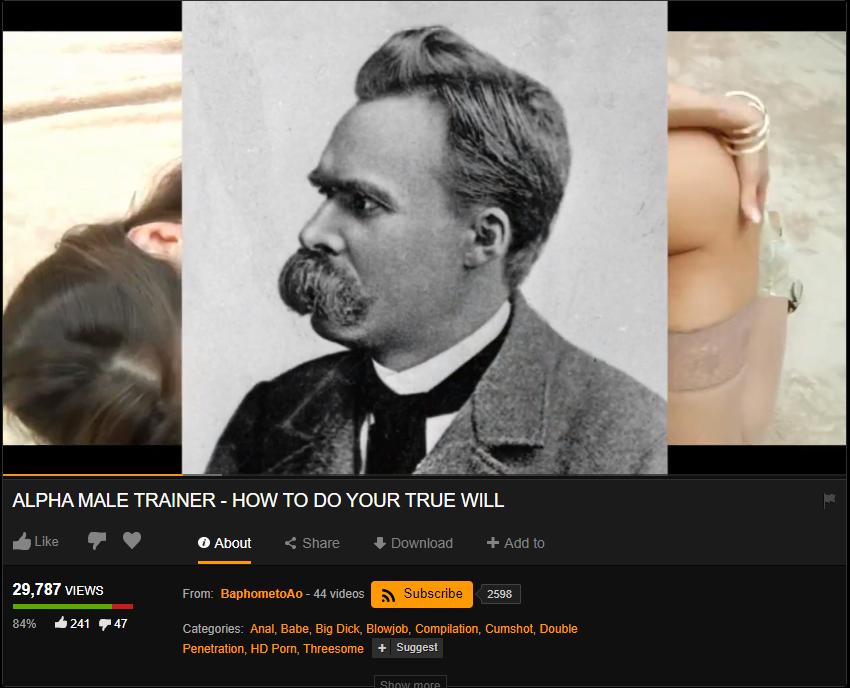 ALPHA MALE TRAINER - HOW TO DO YOUR TRUE WILL
Like About Share Download Add to
29,787 VIEWS
From: BaphometoAo - 44 videos Subscribe 2598
84% 241 47
Categories: Anal, Babe, Big Dick, Blowjob, Compilation, Cumshot, Double
Penetration, HD Porn, Threesome + Suggest
Show more